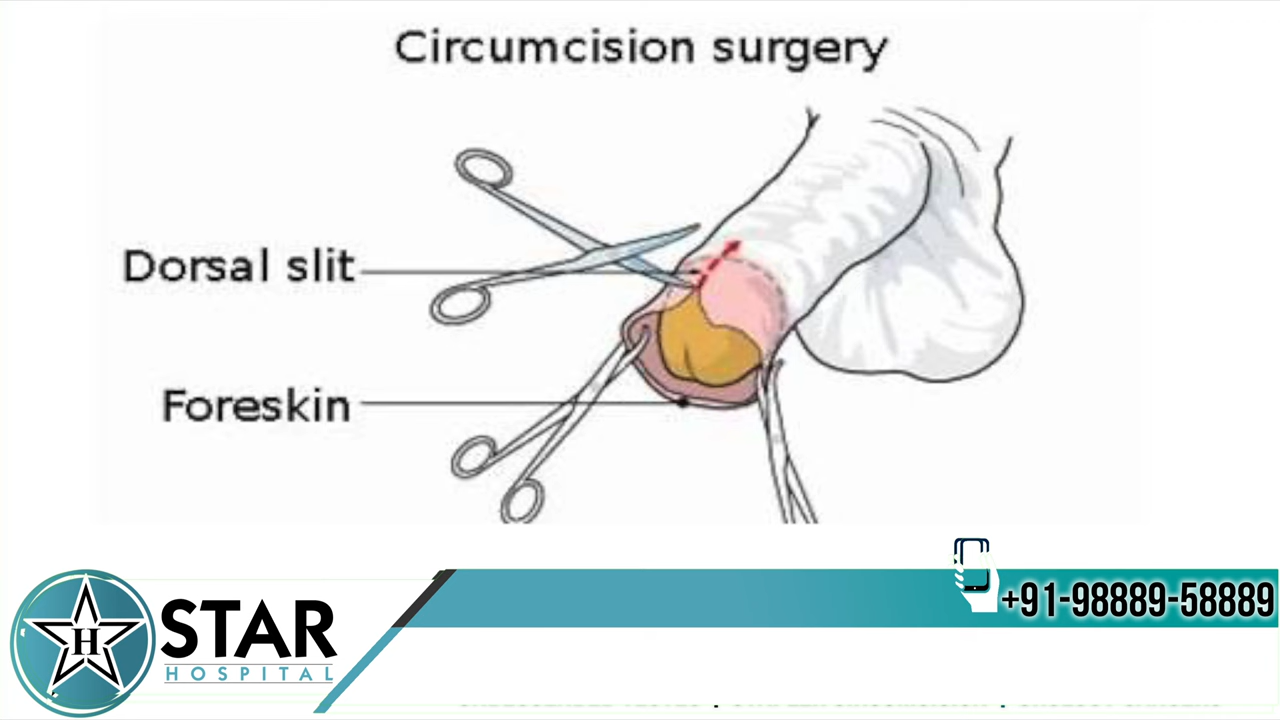 Circumcision surgery
Dorsal slit
Foreskin
+91-98889-58889
H
STAR
HOSPITAL